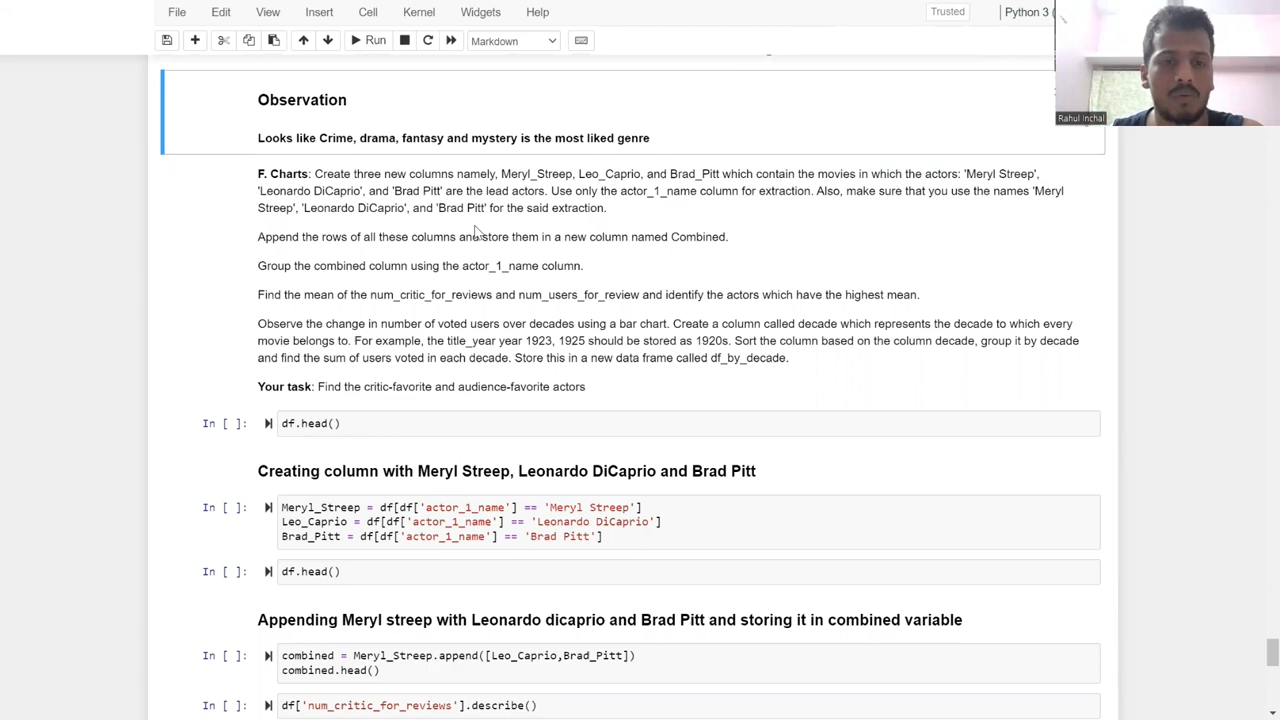 File Edit View Insert Cell Kernel Widgets Help Trusted Python 3 (
Run Markdown
Rahul Inchal
Observation
Looks like Crime, drama, fantasy and mystery is the most liked genre
F. Charts: Create three new columns namely, Meryl_Streep, Leo_Caprio, and Brad_Pitt which contain the movies in which the actors: 'Meryl Streep',
'Leonardo DiCaprio', and 'Brad Pitt' are the lead actors. Use only the actor_1_name column for extraction. Also, make sure that you use the names 'Meryl
Streep', 'Leonardo DiCaprio', and 'Brad Pitt' for the said extraction.
Append the rows of all these columns and store them in a new column named Combined.
Group the combined column using the actor_1_name column.
Find the mean of the num_critic_for_reviews and num_users_for_review and identify the actors which have the highest mean.
Observe the change in number of voted users over decades using a bar chart. Create a column called decade which represents the decade to which every
movie belongs to. For example, the title_year year 1923, 1925 should be stored as 1920s. Sort the column based on the column decade, group it by decade
and find the sum of users voted in each decade. Store this in a new data frame called df_by_decade.
Your task: Find the critic-favorite and audience-favorite actors
In [ ]: df.head()
Creating column with Meryl Streep, Leonardo DiCaprio and Brad Pitt
In [ ]: Meryl_Streep = df[df['actor_1_name'] == 'Meryl Streep']
Leo_Caprio = df[df['actor_1_name'] == 'Leonardo DiCaprio']
Brad_Pitt = df[df['actor_1_name'] == 'Brad Pitt']
In [ ]: df.head()
Appending Meryl streep with Leonardo dicaprio and Brad Pitt and storing it in combined variable
In [ ]: combined = Meryl_Streep.append([Leo_Caprio,Brad_Pitt])
combined.head()
In [ ]: df['num_critic_for_reviews'].describe()